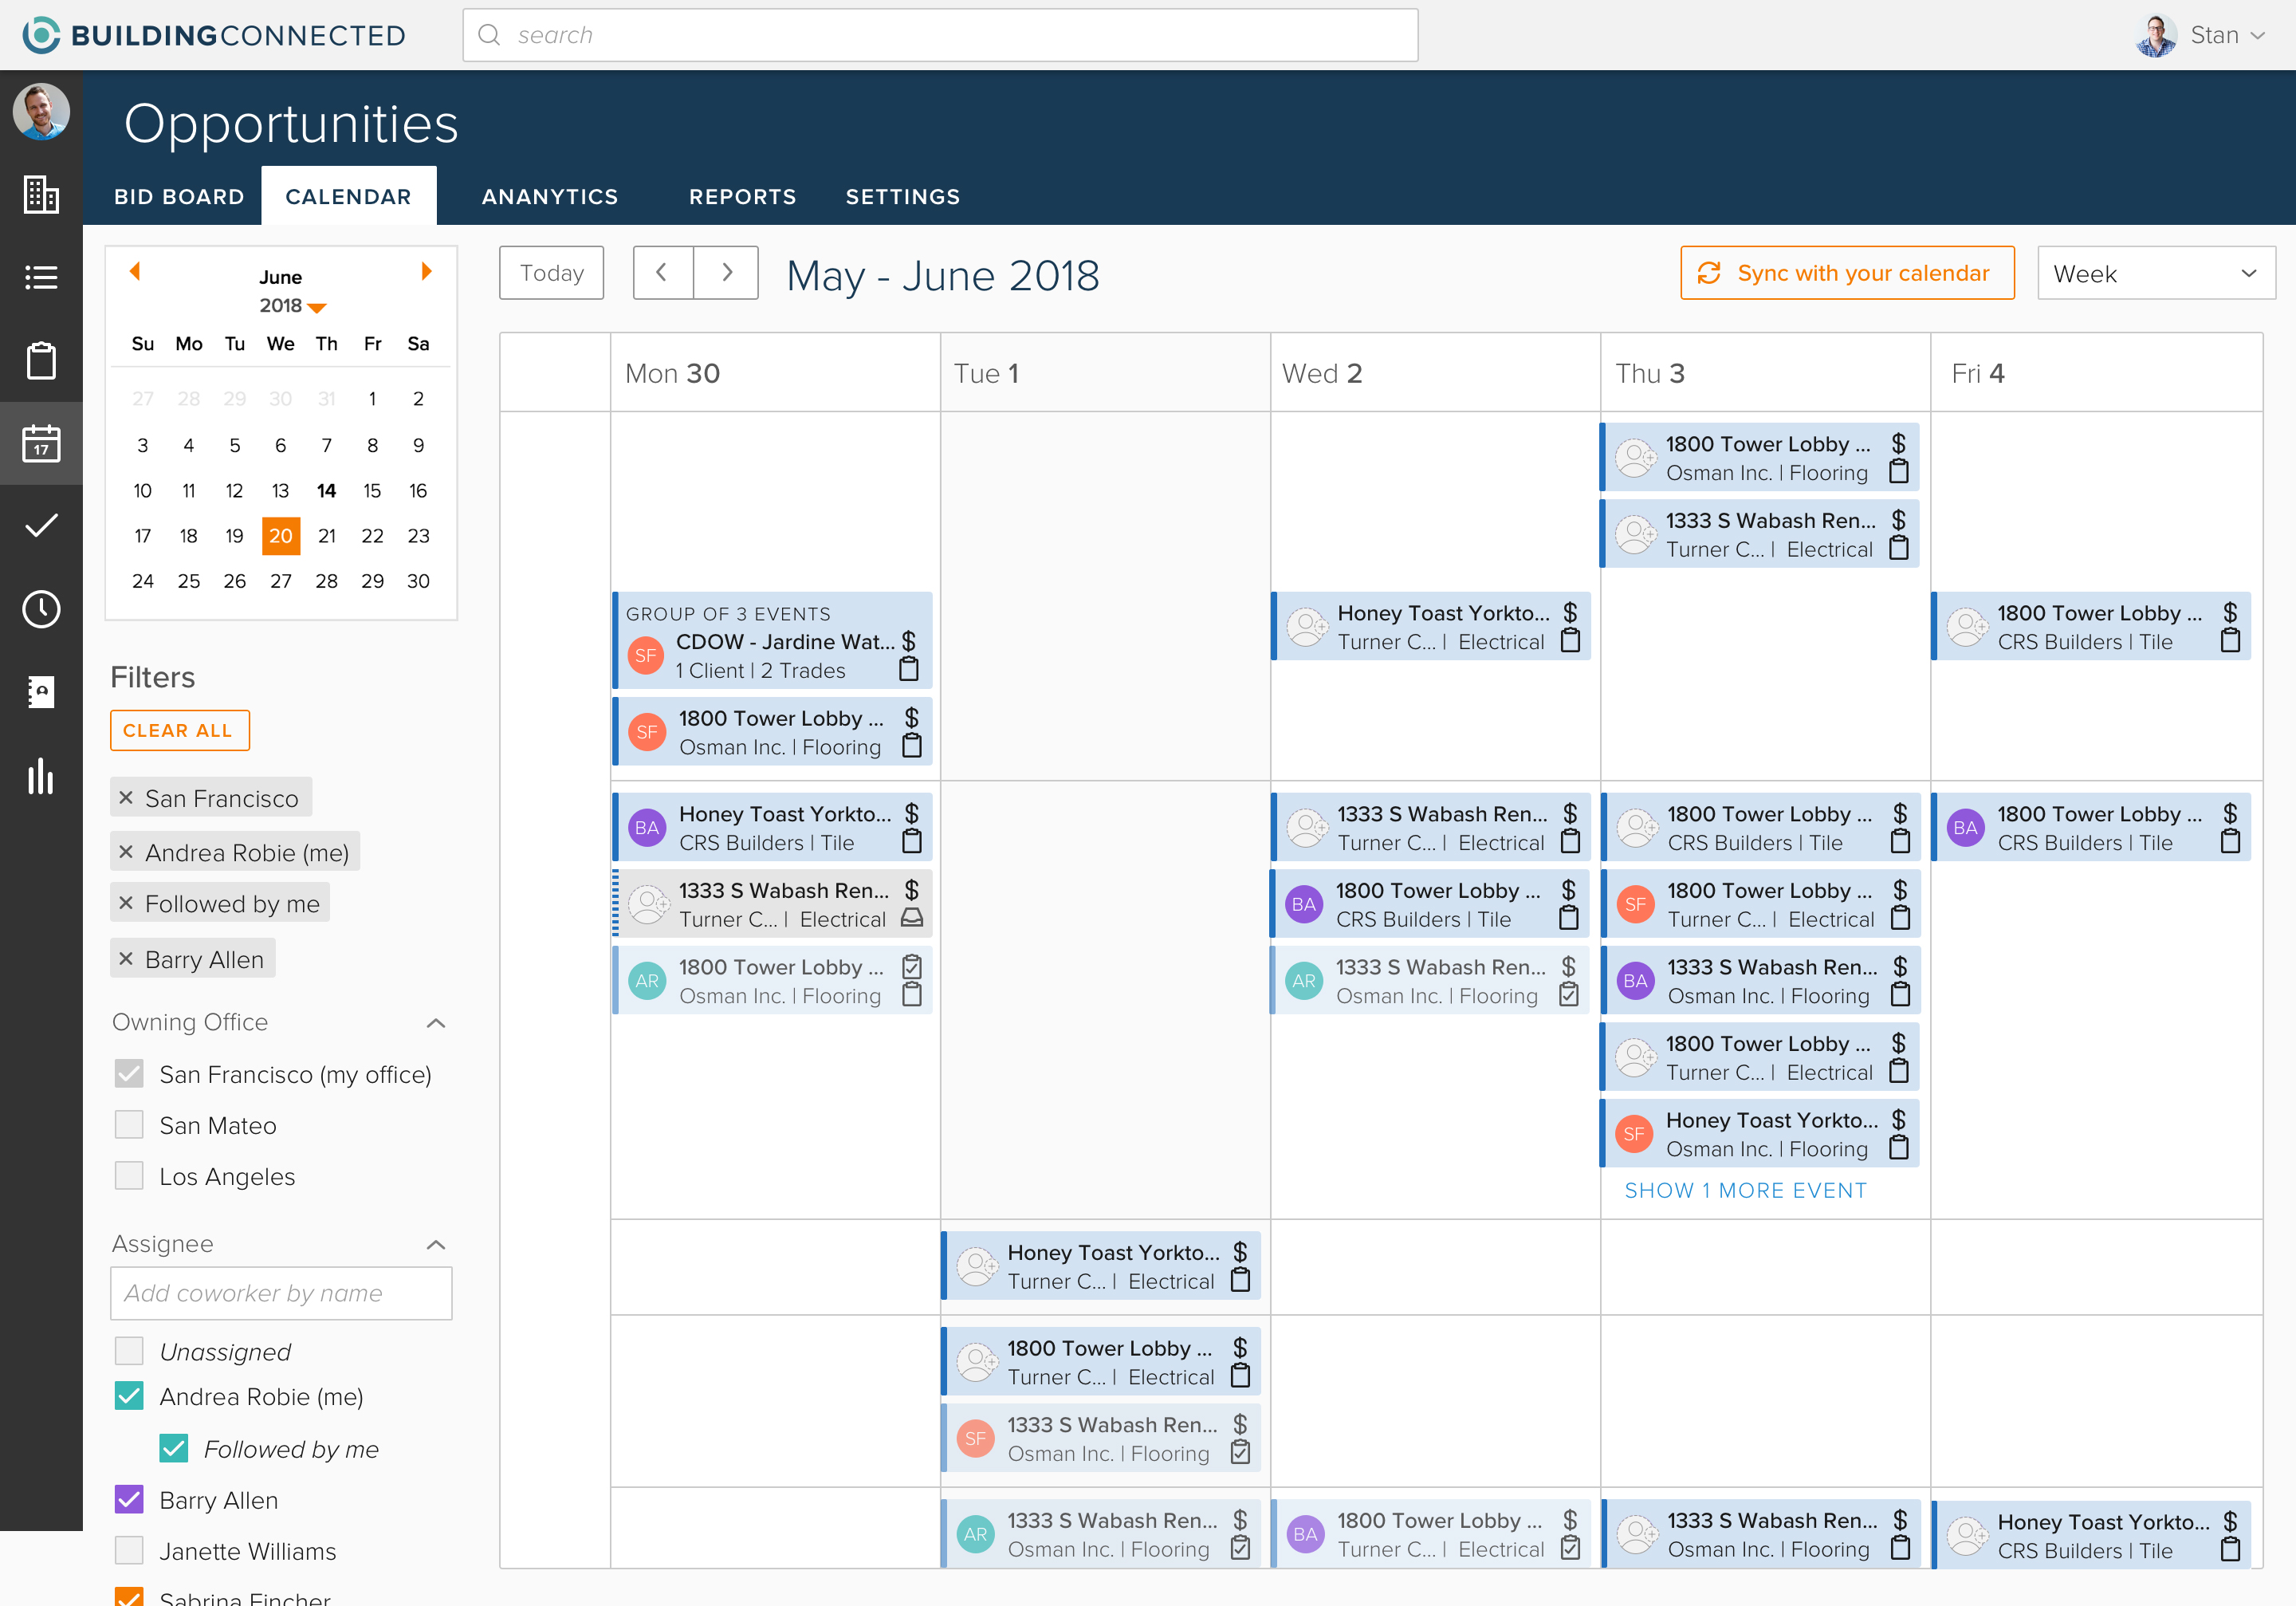 BUILDINGCONNECTED
search
Stan
Opportunities
BID BOARD
CALENDAR
ANANYTICS
REPORTS
SETTINGS
17
June
2018
Su Mo Tu We Th Fr Sa
27 28 29 30 31 1 2
3 4 5 6 7 8 9
10 11 12 13 14 15 16
17 18 19 20 21 22 23
24 25 26 27 28 29 30
Filters
CLEAR ALL
San Francisco
Andrea Robie (me)
Followed by me
Barry Allen
Owning Office
San Francisco (my office)
San Mateo
Los Angeles
Assignee
Add coworker by name
Unassigned
Andrea Robie (me)
Followed by me
Barry Allen
Janette Williams
Sabrina Fincher
Today
May - June 2018
Sync with your calendar
Week
Mon 30
Tue 1
Wed 2
Thu 3
Fri 4
1800 Tower Lobby ... $
Osman Inc. | Flooring
1333 S Wabash Ren... $
Turner C... | Electrical
GROUP OF 3 EVENTS
SF
CDOW - Jardine Wat... $
1 Client | 2 Trades
SF
1800 Tower Lobby ... $
Osman Inc. | Flooring
Honey Toast Yorkto... $
Turner C... | Electrical
1800 Tower Lobby ... $
CRS Builders | Tile
BA
Honey Toast Yorkto... $
CRS Builders | Tile
1333 S Wabash Ren... $
Turner C... | Electrical
AR
1800 Tower Lobby ...
Osman Inc. | Flooring
1333 S Wabash Ren... $
Turner C... | Electrical
BA
1800 Tower Lobby ... $
CRS Builders | Tile
AR
1333 S Wabash Ren... $
Osman Inc. | Flooring
1800 Tower Lobby ... $
CRS Builders | Tile
SF
1800 Tower Lobby ... $
Turner C... | Electrical
BA
1333 S Wabash Ren... $
Osman Inc. | Flooring
1800 Tower Lobby ... $
Turner C... | Electrical
SF
Honey Toast Yorkto... $
Osman Inc. | Flooring
SHOW 1 MORE EVENT
BA
1800 Tower Lobby ... $
CRS Builders | Tile
Honey Toast Yorkto... $
Turner C... | Electrical
1800 Tower Lobby ... $
Turner C... | Electrical
SF
1333 S Wabash Ren... $
Osman Inc. | Flooring
AR
1333 S Wabash Ren... $
Osman Inc. | Flooring
BA
1800 Tower Lobby ... $
Turner C... | Electrical
1333 S Wabash Ren... $
Osman Inc. | Flooring
Honey Toast Yorkto... $
CRS Builders | Tile